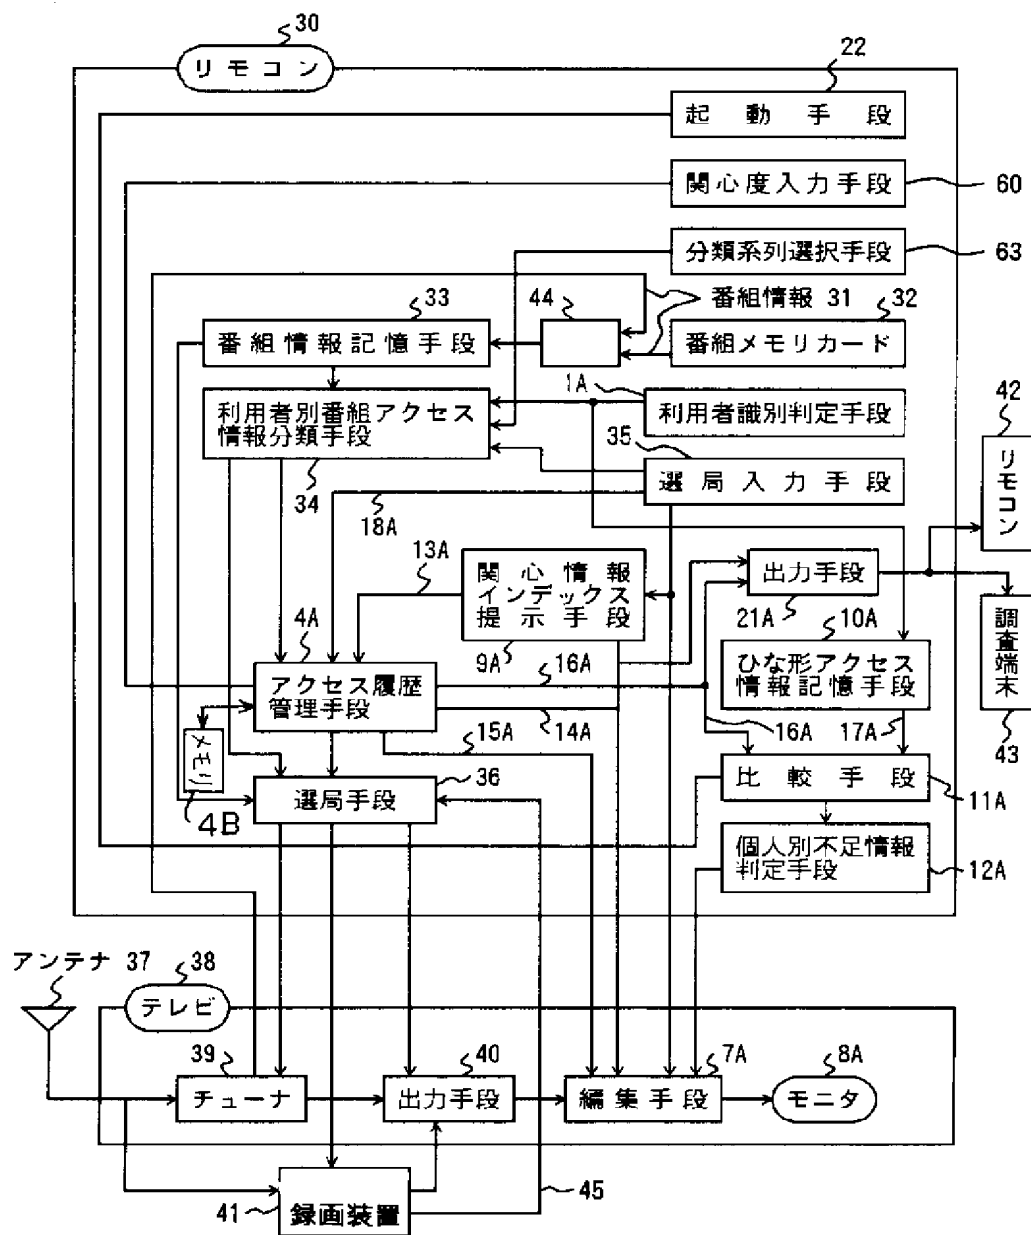 30
リモコン
22
起動手段
関心度入力手段
60
分類系列選択手段
63
番組情報 31
32
33
44
番組情報記憶手段
番組メモリカード
1A
利用者別番組アクセス
情報分類手段
利用者識別判定手段
42
リモコン
35
34
選局入力手段
18A
13A
関心情報
インデックス
提示手段
出力手段
21A
10A
調査端末
4A
9A
16A
ひな形アクセス
情報記憶手段
アクセス履歴
管理手段
15A
14A
16A
17A
43
メモリ
4B
36
選局手段
比較手段
11A
個人別不足情報
判定手段
12A
アンテナ 37
38
テレビ
39
40
7A
8A
チューナ
出力手段
編集手段
モニタ
41
録画装置
45